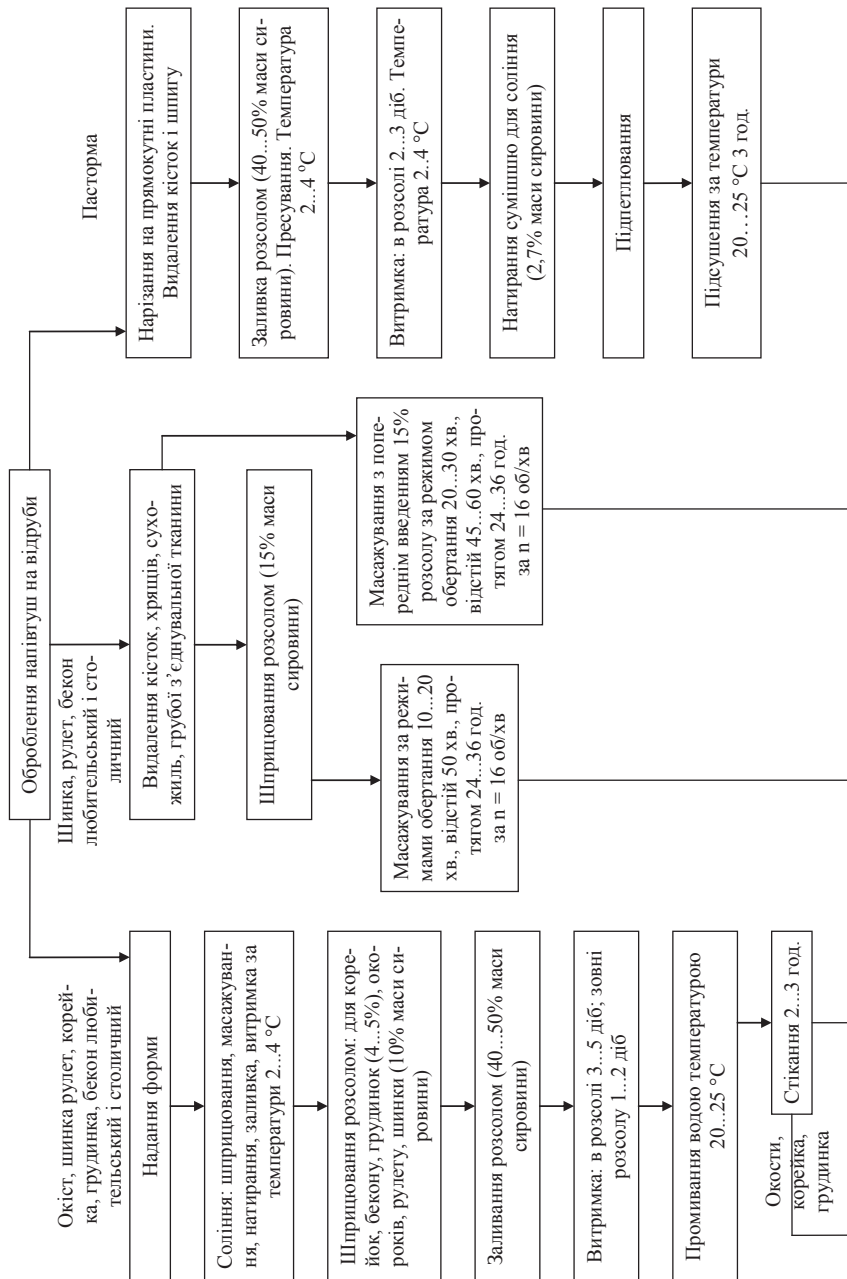 Оброблення напівтуш на відруби
Окіст, шинка рулет, корей-
ка, грудинка, бекон люби-
тельський і столичний
Надання форми
Соління: шприцювання, масажуван-
ня, натирання, заливка, витримка за
температури 2...4 °С
Шприцювання розсолом: для коре-
йок, бекону, грудинок (4...5%), око-
років, рулету, шинки (10% маси си-
ровини)
Заливання розсолом (40...50% маси
сировини)
Витримка: в розсолі 3...5 діб; зовні
розсолу 1...2 діб
Промивання водою температурою
20...25 °С
Стікання 2...3 год.
Окости,
корейка,
грудинка
Шинка, рулет, бекон
любительський і сто-
личний
Видалення кісток, хрящів, сухо-
жиль, грубої з’єднувальної тканини
Шприцювання розсолом (15% маси
сировини)
Масажування за режи-
мами обертання 10...20
хв., відстій 50 хв., про-
тягом 24...36 год.
за n = 16 об/хв
Масажування з попе-
реднім введенням 15%
розсолу за режимом
обертання 20...30 хв.,
відстій 45...60 хв., про-
тягом 24...36 год.
за n = 16 об/хв
Пасторма
Нарізання на прямокутні пластини.
Видалення кісток і шпигу
Заливка розсолом (40...50% маси си-
ровини). Пресування. Температура
2...4 °С
Витримка: в розсолі 2...3 діб. Темпе-
ратура 2..4 °С
Натирання сумішшю для соління
(2,7% маси сировини)
Підпетлювання
Підсушення за температури
20…25 °С 3 год.